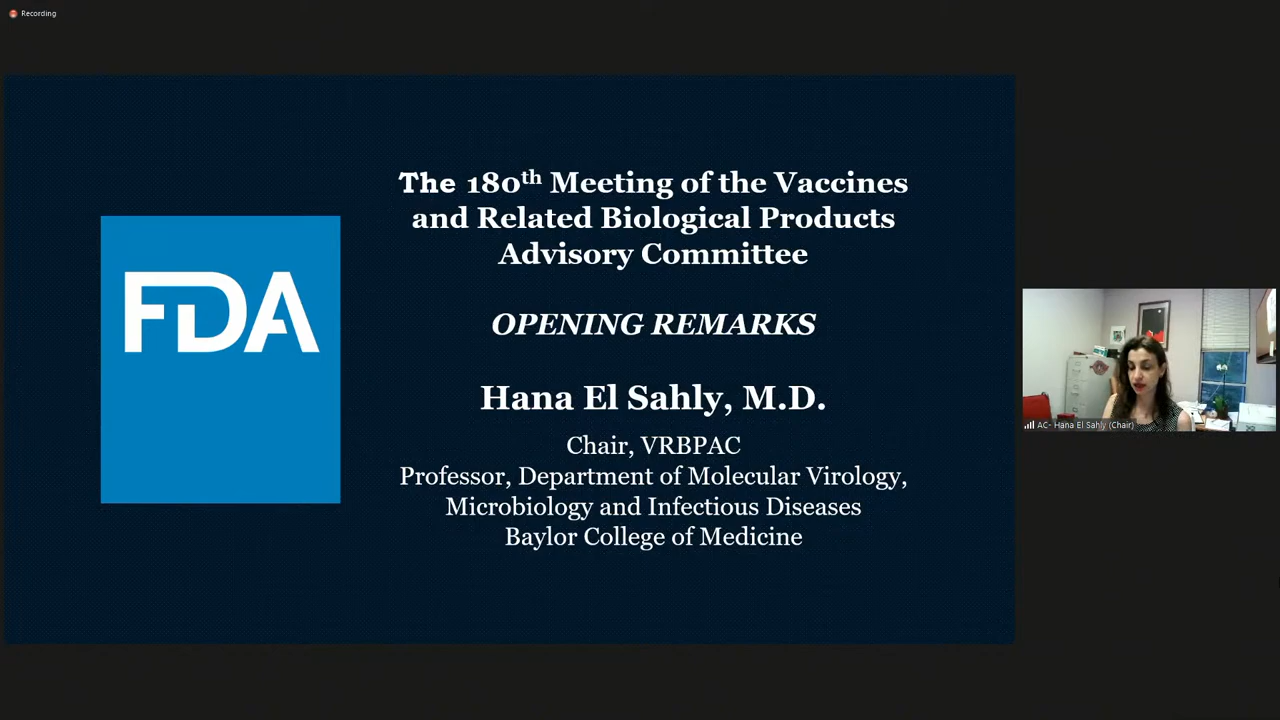 Recording
The 180th Meeting of the Vaccines
and Related Biological Products
Advisory Committee
FDA
OPENING REMARKS
Hana El Sahly, M.D.
Chair, VRBPAC
Professor, Department of Molecular Virology,
Microbiology and Infectious Diseases
Baylor College of Medicine
AC- Hana El Sahly (Chair)